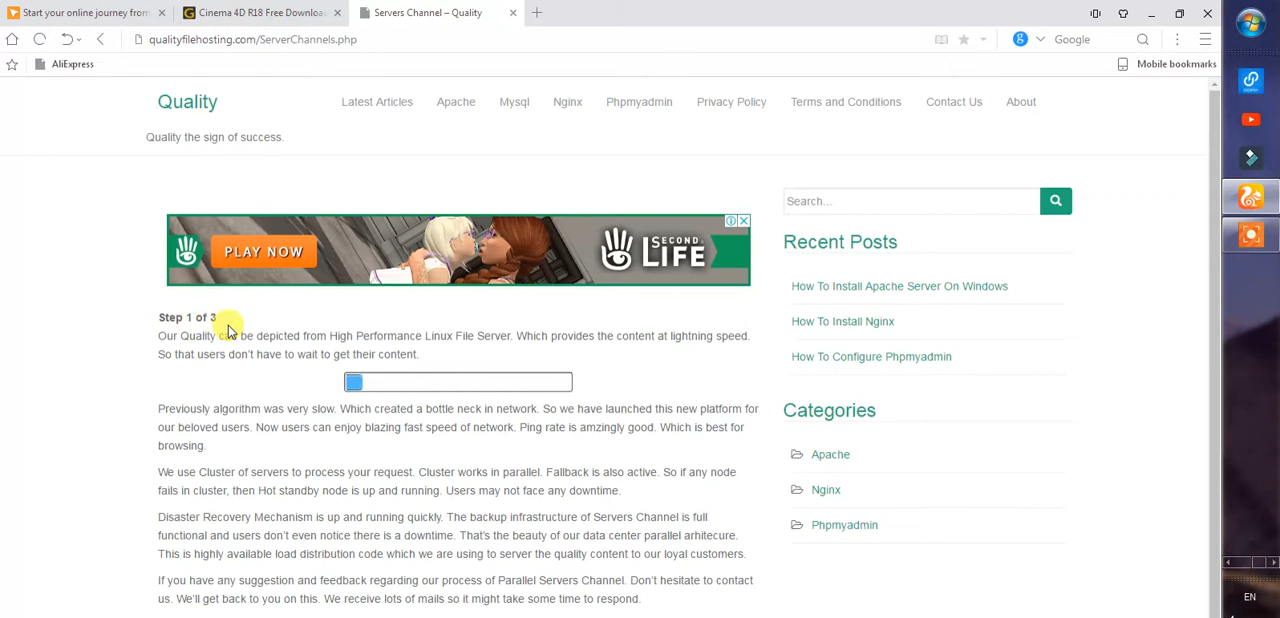 Start your online journey from
Cinema 4D R18 Free Downloa
Servers Channel – Quality
qualityfilehosting.com/ServerChannels.php
Google
AliExpress
Mobile bookmarks
Quality
Latest Articles
Apache
Mysql
Nginx
Phpmyadmin
Privacy Policy
Terms and Conditions
Contact Us
About
Quality the sign of success.
PLAY NOW
SECOND LIFE
Search...
Recent Posts
How To Install Apache Server On Windows
How To Install Nginx
How To Configure Phpmyadmin
Categories
Apache
Nginx
Phpmyadmin
Step 1 of 3
Our Quality can be depicted from High Performance Linux File Server. Which provides the content at lightning speed.
So that users don't have to wait to get their content.
Previously algorithm was very slow. Which created a bottle neck in network. So we have launched this new platform for
our beloved users. Now users can enjoy blazing fast speed of network. Ping rate is amzingly good. Which is best for
browsing.
We use Cluster of servers to process your request. Cluster works in parallel. Fallback is also active. So if any node
fails in cluster, then Hot standby node is up and running. Users may not face any downtime.
Disaster Recovery Mechanism is up and running quickly. The backup infrastructure of Servers Channel is full
functional and users don't even notice there is a downtime. That's the beauty of our data center parallel arhitecure.
This is highly available load distribution code which we are using to server the quality content to our loyal customers.
If you have any suggestion and feedback regarding our process of Parallel Servers Channel. Don't hesitate to contact
us. We'll get back to you on this. We receive lots of mails so it might take some time to respond.
EN